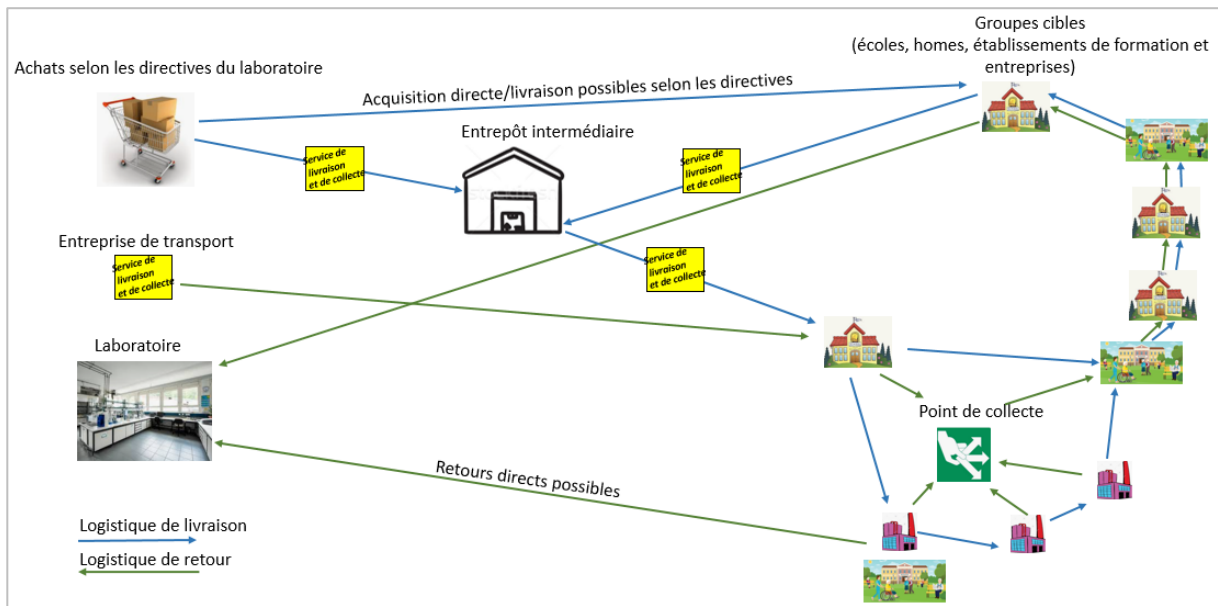 Groupes cibles
(écoles, homes, établissements de formation et
entreprises)
Achats selon les directives du laboratoire
Acquisition directe/livraison possibles selon les directives
Entrepôt intermédiaire
Service de
livraison
et de collecte
Service de
livraison
et de collecte
Entreprise de transport
Service de
livraison
et de collecte
Service de
livraison
et de collecte
Laboratoire
Point de collecte
Retours directs possibles
Logistique de livraison
Logistique de retour